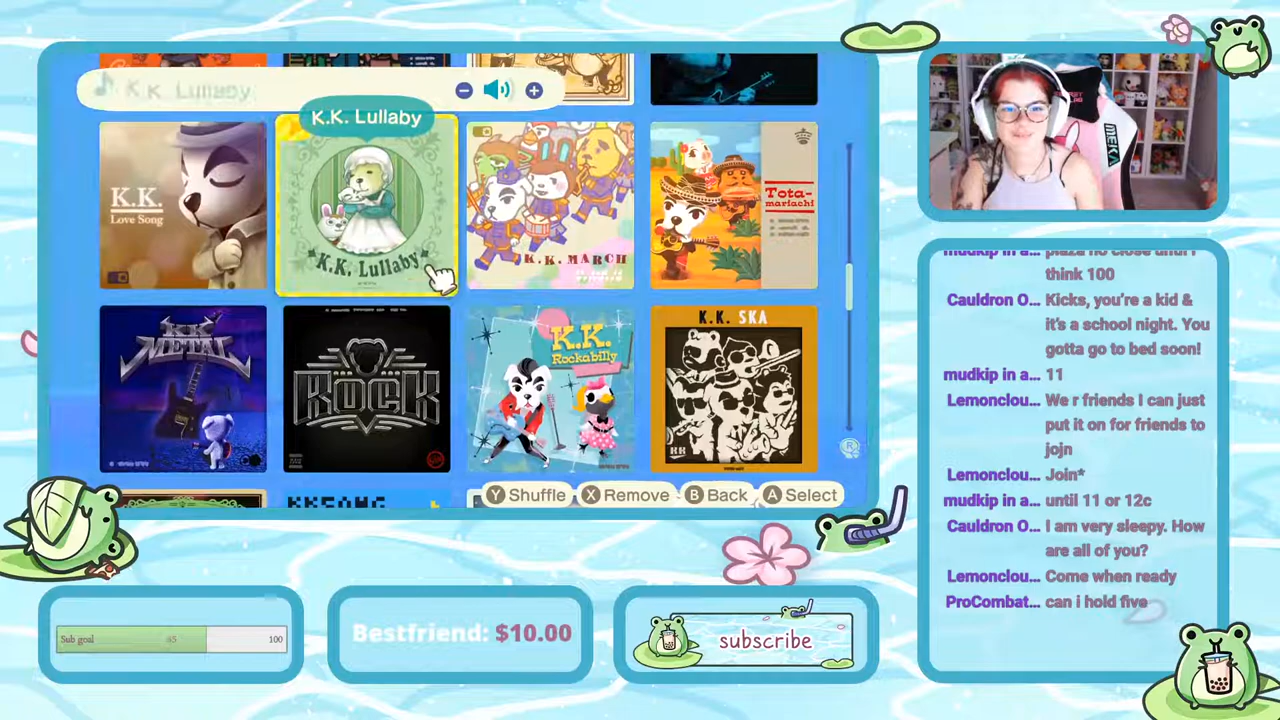 K.K. Lullaby
K.K. Lullaby
K.K.
Love Song
K.K. Lullaby
K.K. MARCH
Tota-
mariachi
KK
METAL
ROCK
K.K.
Rockabilly
K.K. SKA
KK
KKSONG
Y Shuffle X Remove B Back A Select
R
MEKA
mudkip in a... plaza no close until i
think 100
Cauldron O... Kicks, you're a kid &
it's a school night. You
gotta go to bed soon!
mudkip in a... 11
Lemonclou... We r friends I can just
put it on for friends to
jojn
Lemonclou... Join*
mudkip in a... until 11 or 12c
Cauldron O... I am very sleepy. How
are all of you?
Lemonclou... Come when ready
ProCombat... can i hold five
Sub goal 100
Bestfriend: $10.00
subscribe